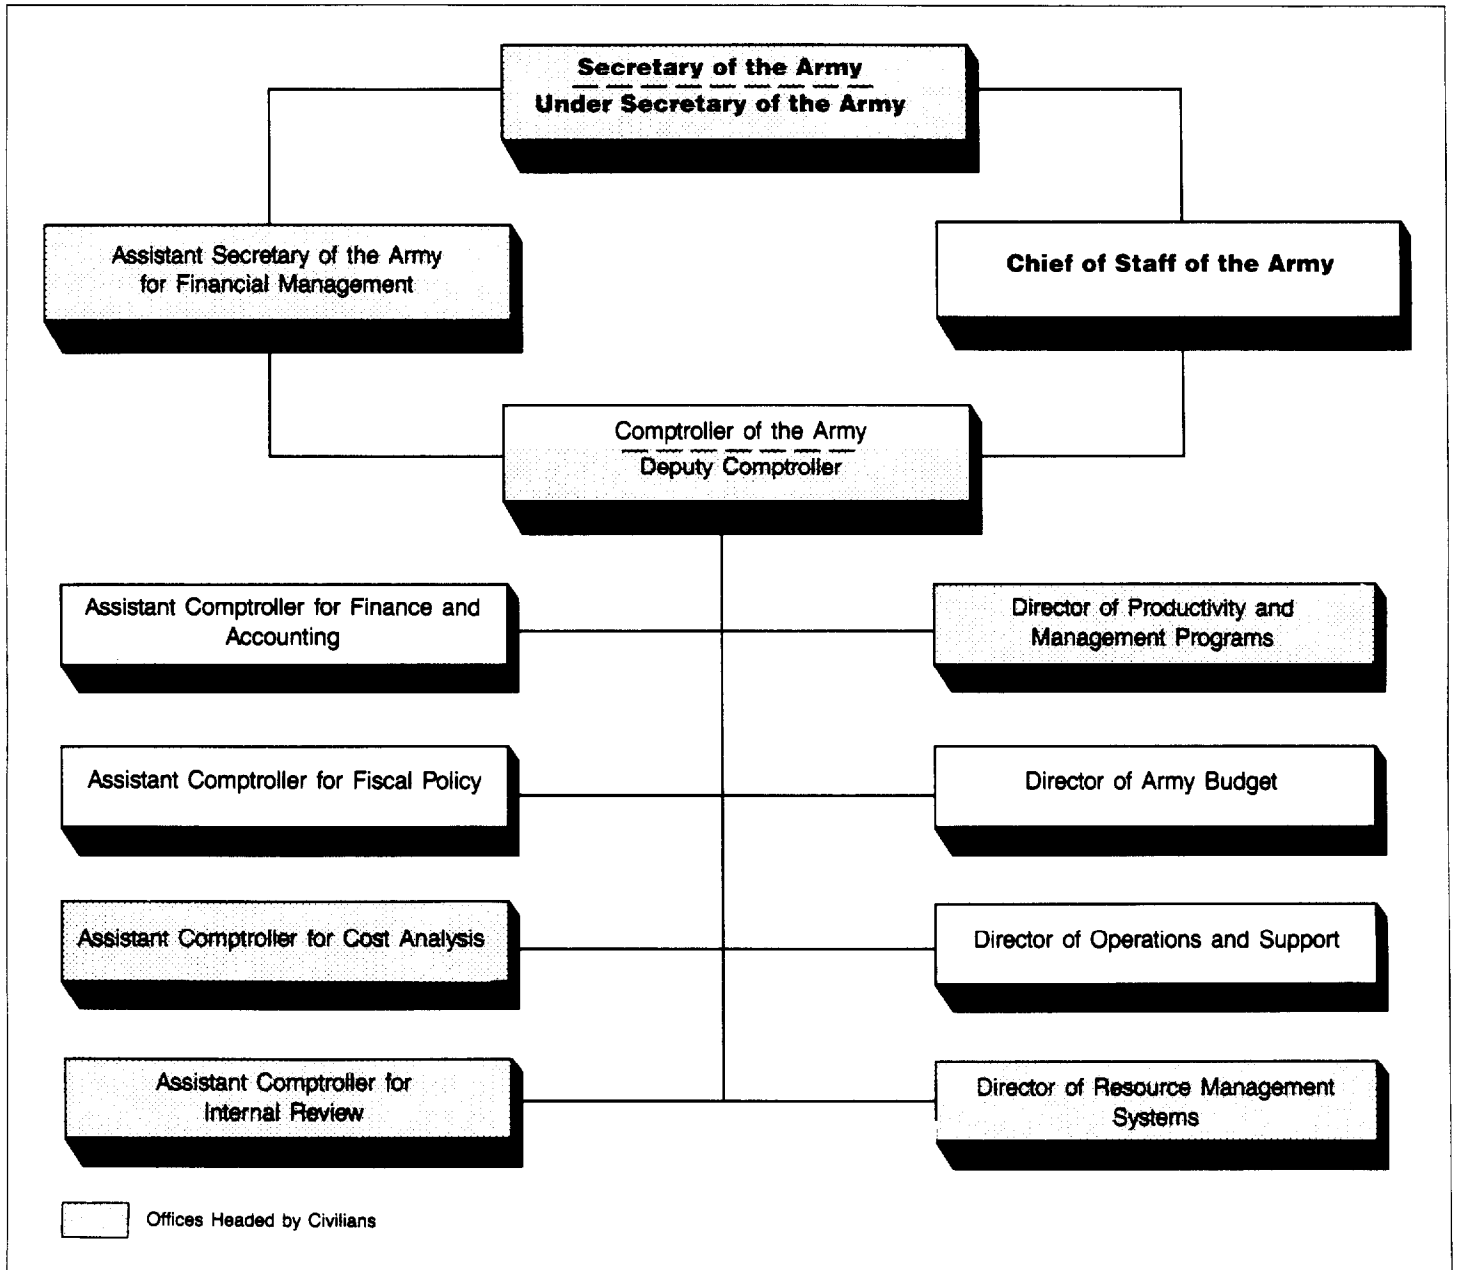 Secretary of the Army
Under Secretary of the Army
Assistant Secretary of the Army
for Financial Management
Chief of Staff of the Army
Comptroller of the Army
Deputy Comptroller
Assistant Comptroller for Finance and
Accounting
Director of Productivity and
Management Programs
Assistant Comptroller for Fiscal Policy
Director of Army Budget
Assistant Comptroller for Cost Analysis
Director of Operations and Support
Assistant Comptroller for
Internal Review
Director of Resource Management
Systems
Offices Headed by Civilians